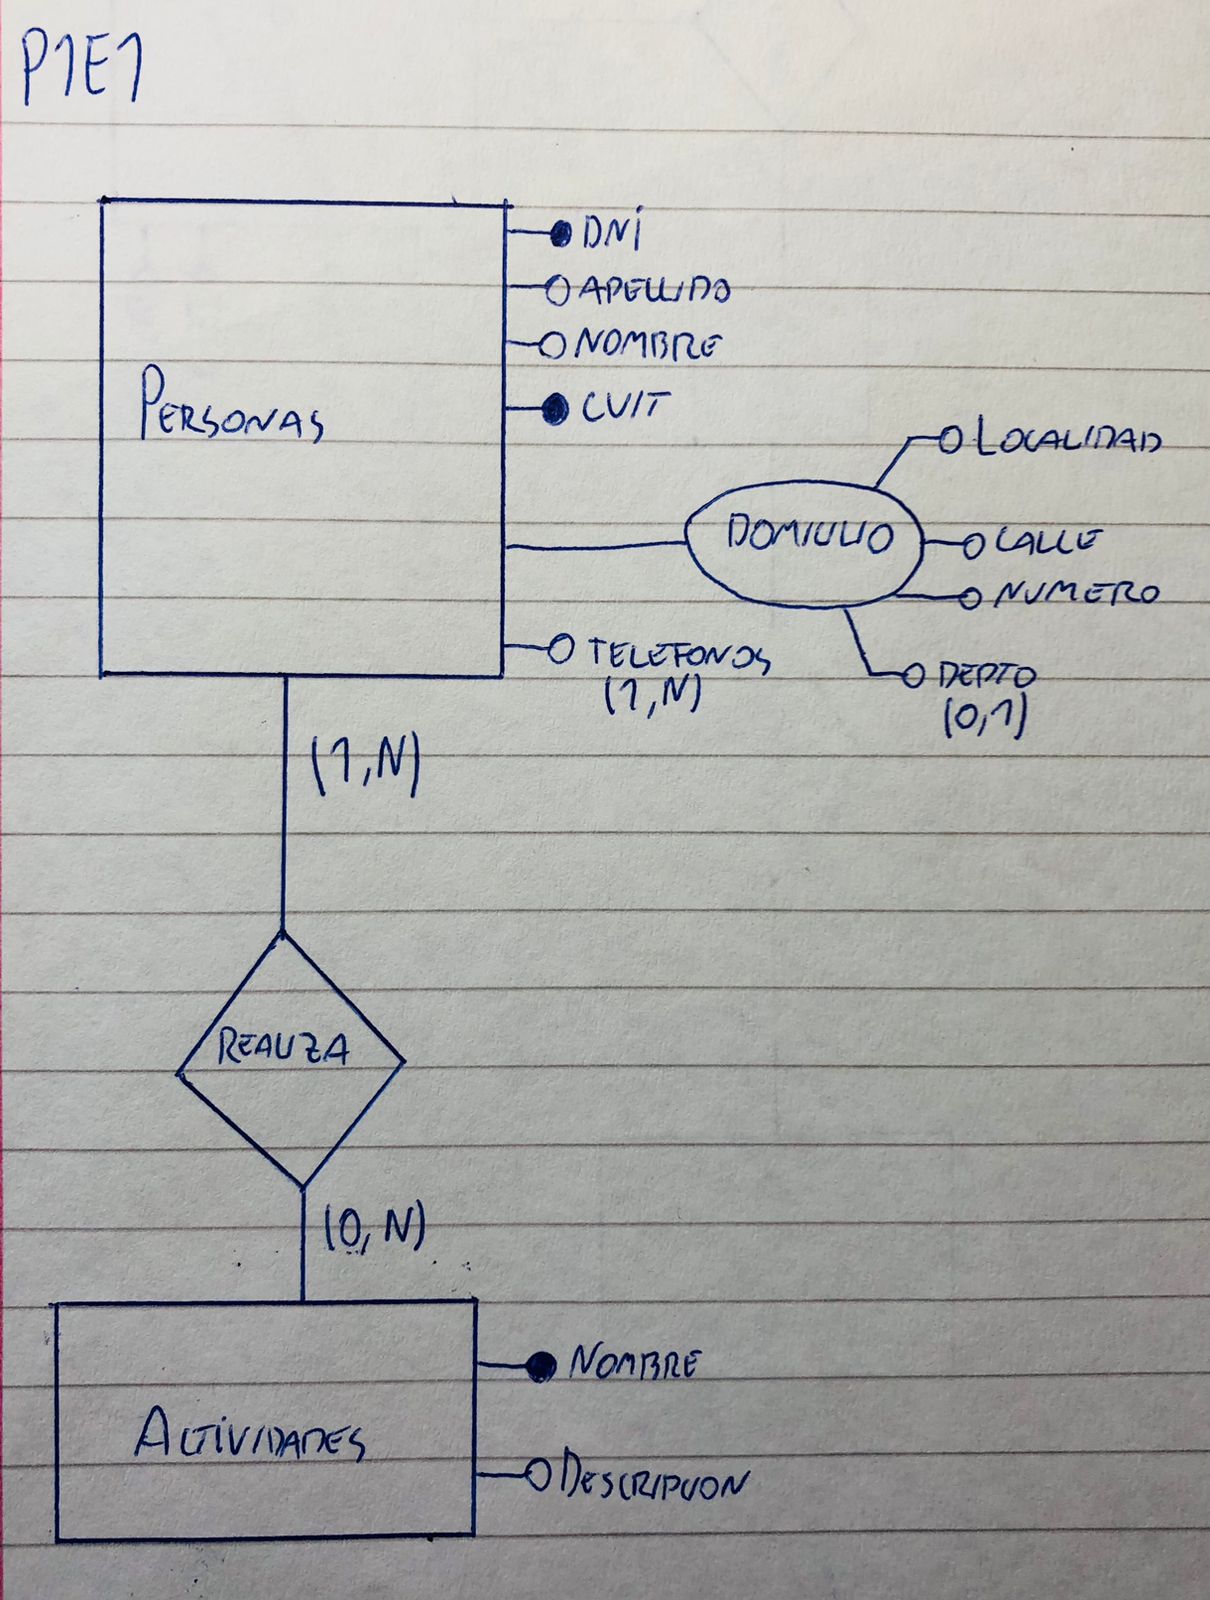 P1E1
DNI
APELLIDO
NOMBRE
PERSONAS
CUIT
LOCALIDAD
DOMICILIO
CALLE
NUMERO
TELEFONOS
(1,N)
DEPTO
(0,1)
(1,N)
REALIZA
(0,N)
NOMBRE
ACTIVIDADES
DESCRIPCION